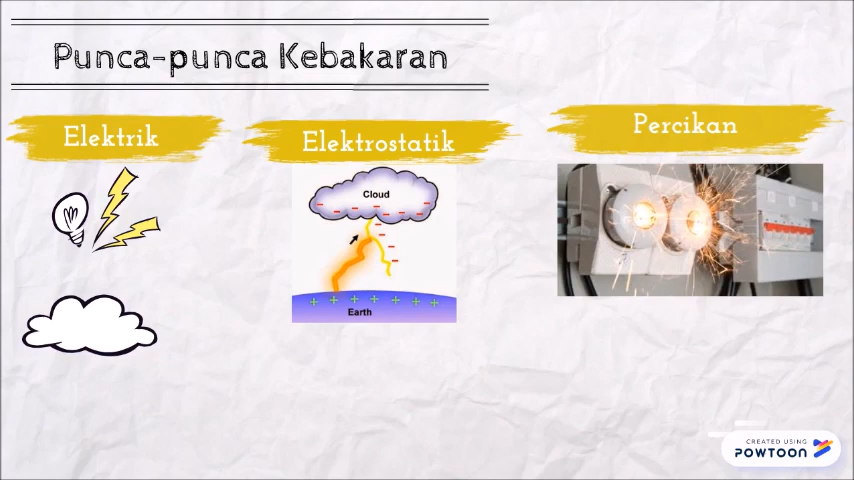 Punca-punca Kebakaran
Elektrik
Elektrostatik
Percikan
Cloud
Earth
CREATED USING
POWTOON